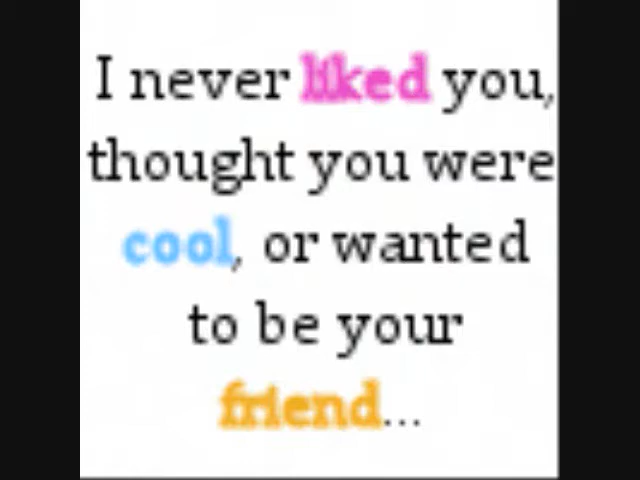 I never liked you,
thought you were
cool, or wanted
to be your
friend...